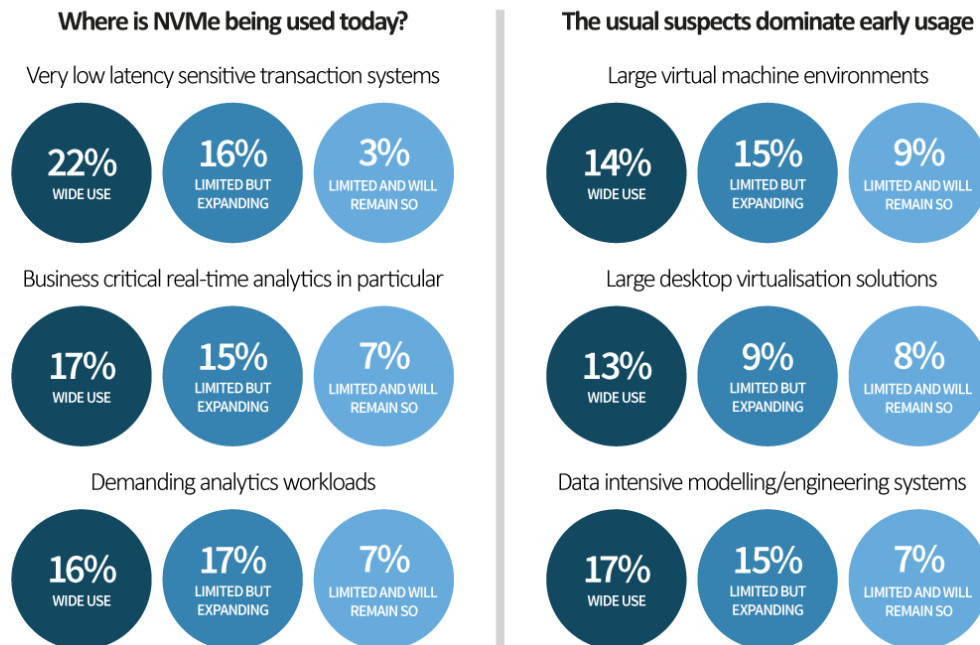 Where is NVMe being used today?
Very low latency sensitive transaction systems
22%
WIDE USE
16%
LIMITED BUT
EXPANDING
3%
LIMITED AND WILL
REMAIN SO
Business critical real-time analytics in particular
17%
WIDE USE
15%
LIMITED BUT
EXPANDING
7%
LIMITED AND WILL
REMAIN SO
Demanding analytics workloads
16%
WIDE USE
17%
LIMITED BUT
EXPANDING
7%
LIMITED AND WILL
REMAIN SO
The usual suspects dominate early usage
Large virtual machine environments
14%
WIDE USE
15%
LIMITED BUT
EXPANDING
9%
LIMITED AND WILL
REMAIN SO
Large desktop virtualisation solutions
13%
WIDE USE
9%
LIMITED BUT
EXPANDING
8%
LIMITED AND WILL
REMAIN SO
Data intensive modelling/engineering systems
17%
WIDE USE
15%
LIMITED BUT
EXPANDING
7%
LIMITED AND WILL
REMAIN SO